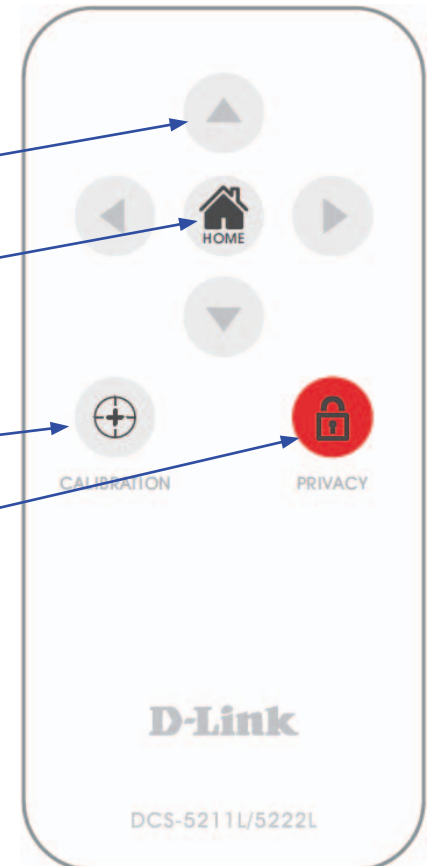 HOME
CALIBRATION
PRIVACY
D-Link
DCS-5211L/5222L